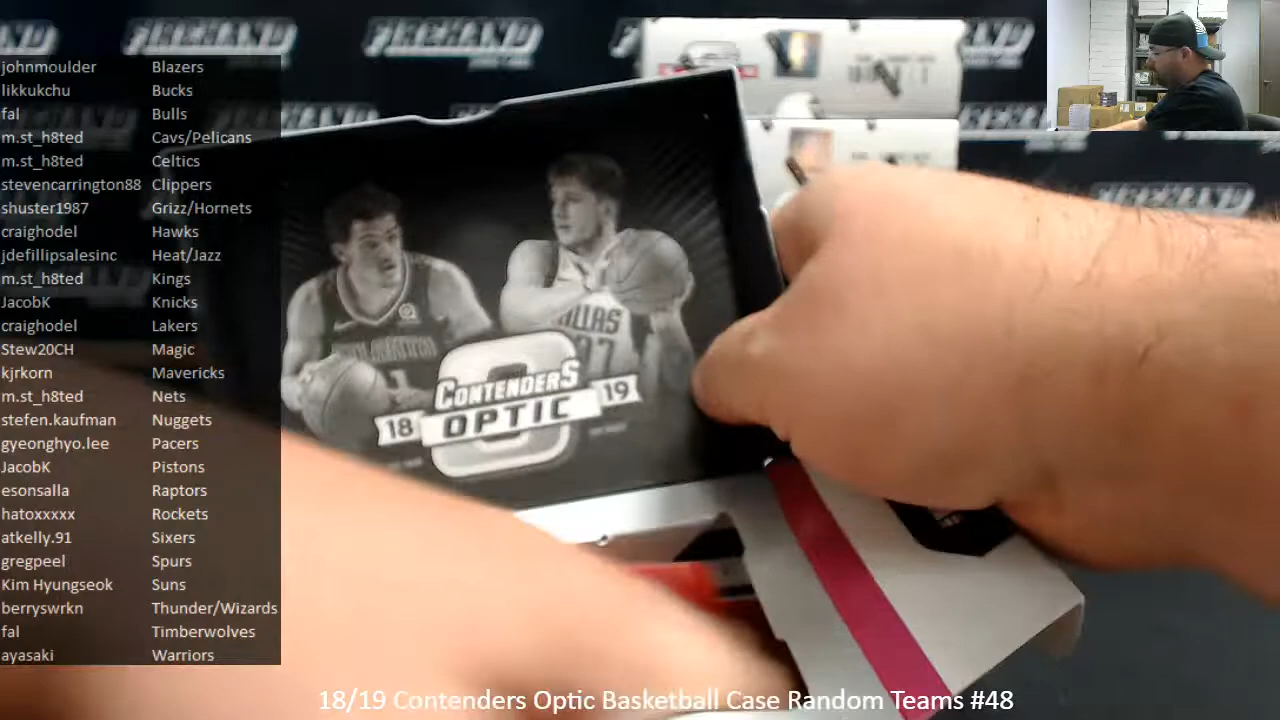 FIREHAND FIREHAND FIREHAND
johnmoulder Blazers
likkukchu Bucks
fal Bulls
m.st_h8ted Cavs/Pelicans
m.st_h8ted Celtics
stevencarrington88 Clippers
shuster1987 Grizz/Hornets
craighodel Hawks
jdefillipsalesinc Heat/Jazz
m.st_h8ted Kings
JacobK Knicks
craighodel Lakers
Stew20CH Magic
kjrkorn Mavericks
m.st_h8ted Nets
stefen.kaufman Nuggets
gyeonghyo.lee Pacers
JacobK Pistons
esonsalla Raptors
hatoxxxxx Rockets
atkelly.91 Sixers
gregpeel Spurs
Kim Hyungseok Suns
berryswrkn Thunder/Wizards
fal Timberwolves
ayasaki Warriors
CONTENDERS
18 OPTIC 19
18/19 Contenders Optic Basketball Case Random Teams #48